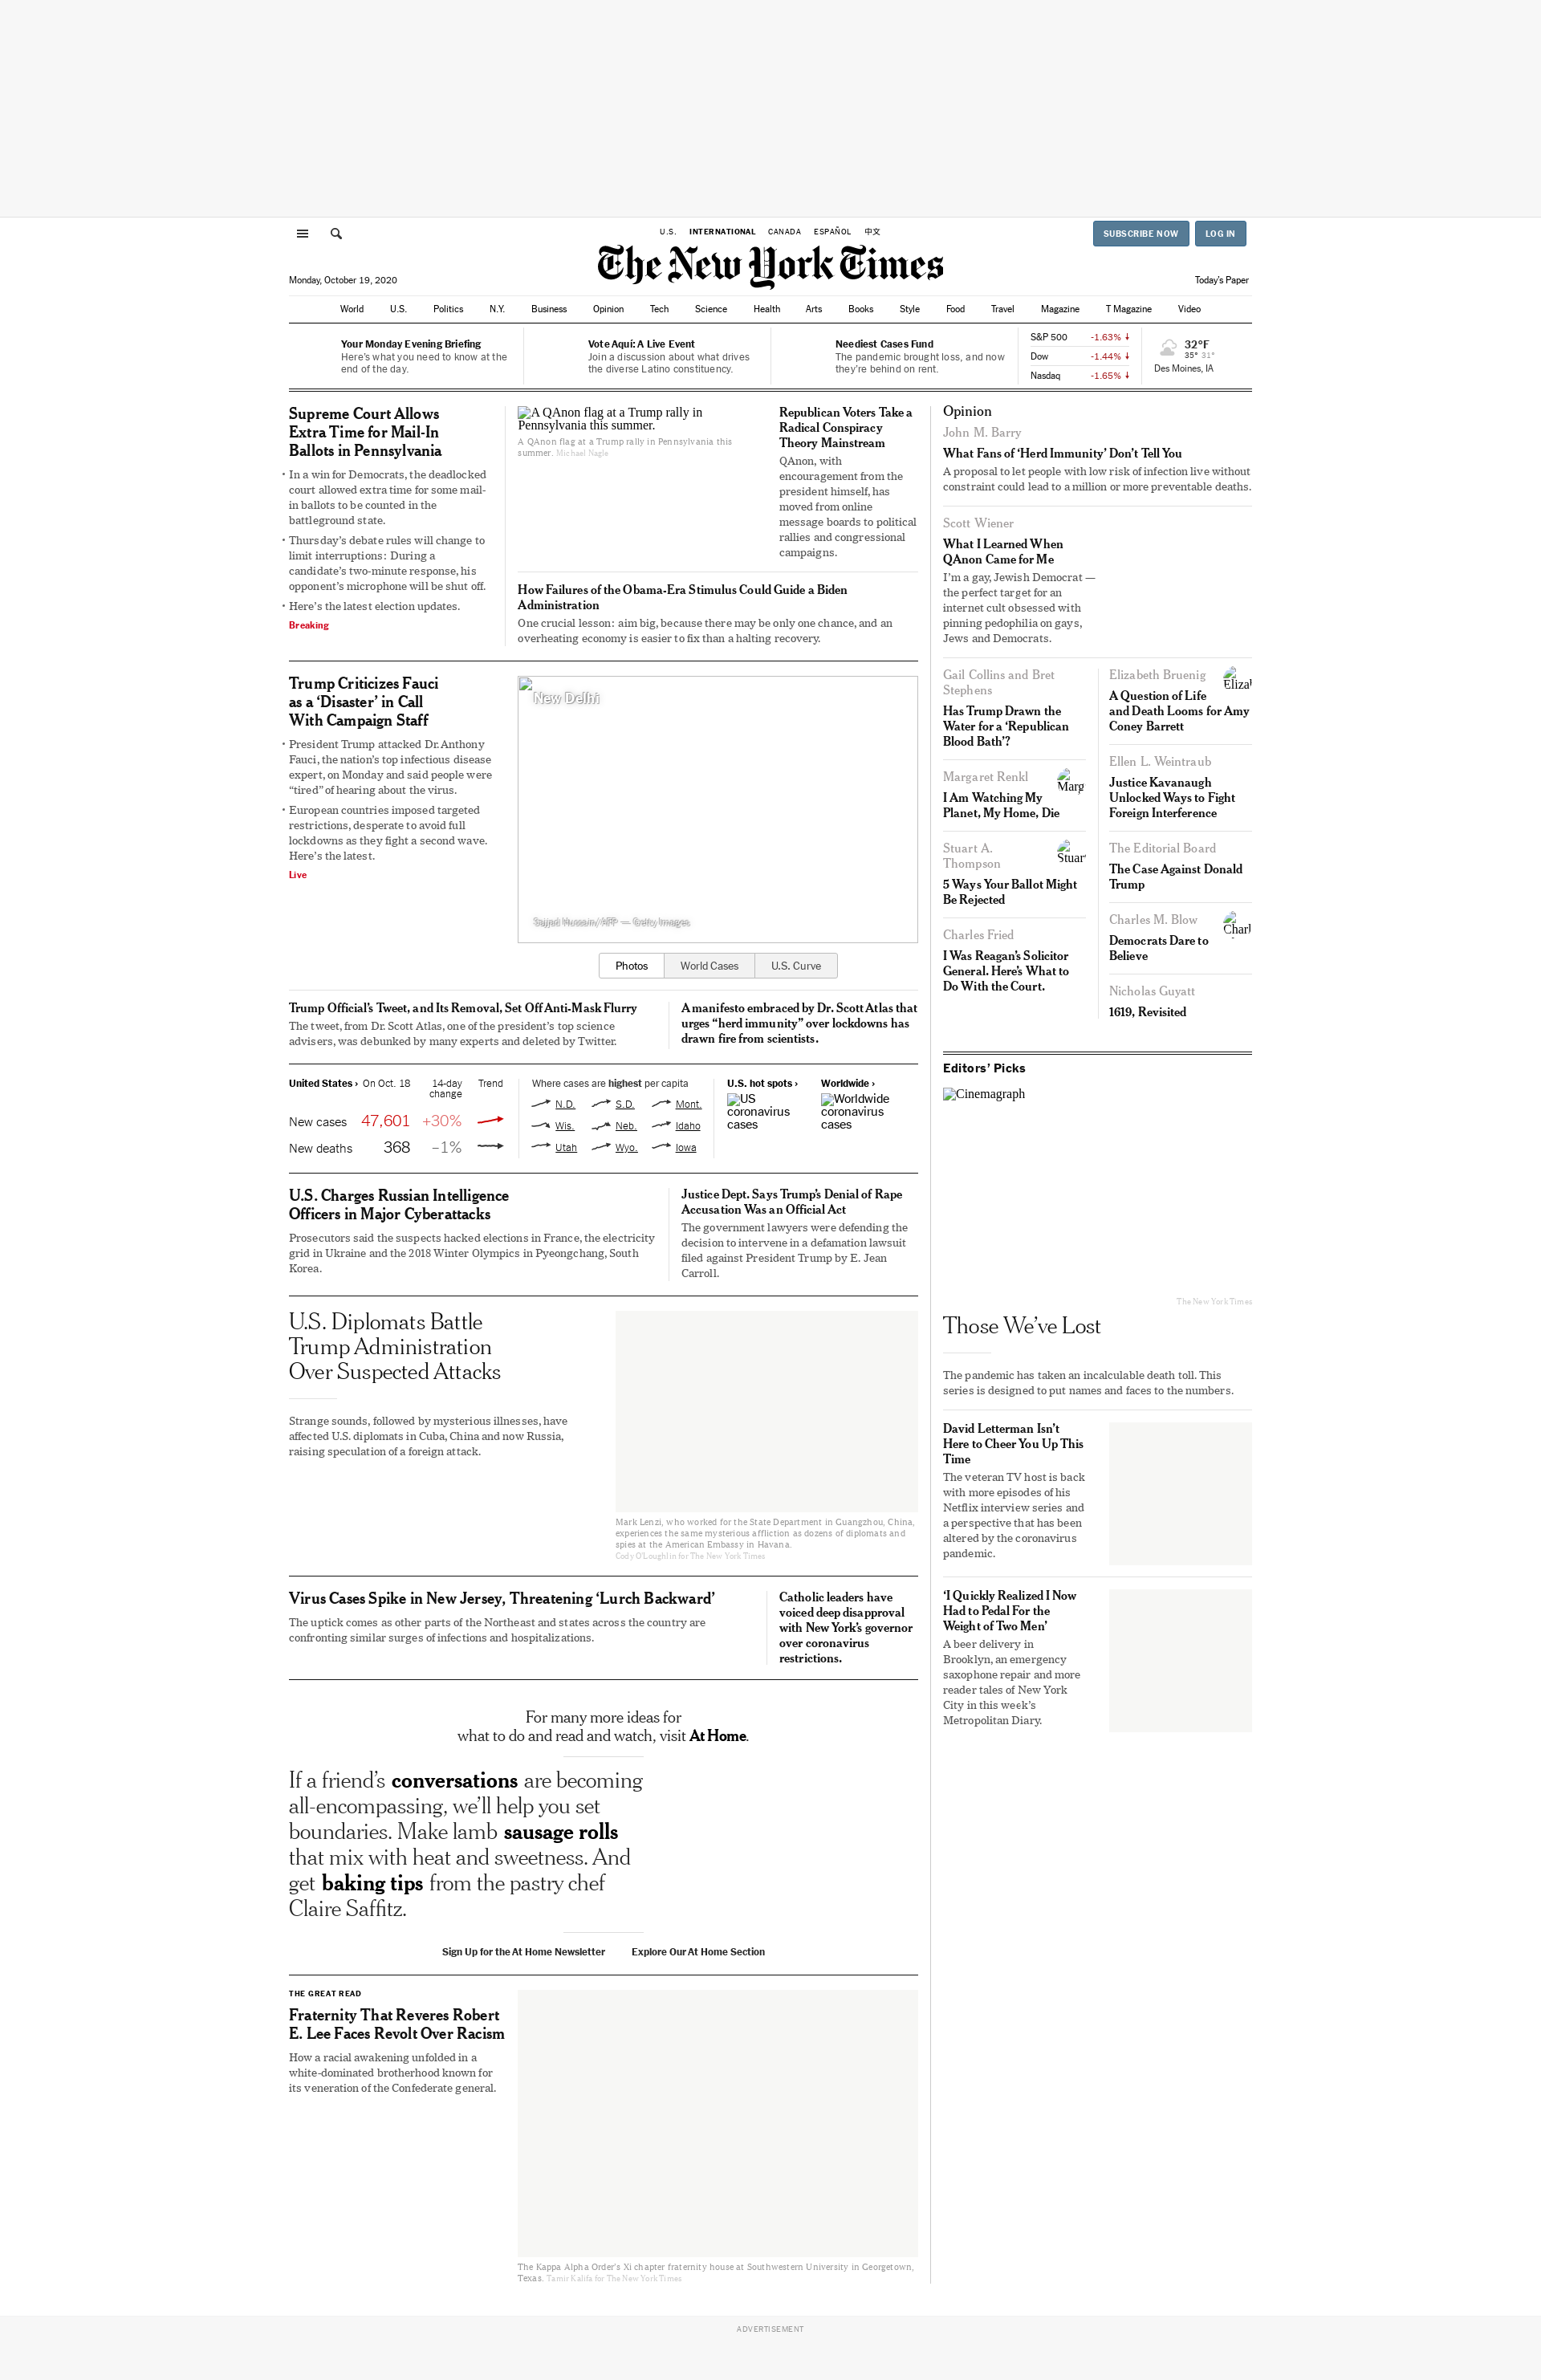 U.S. INTERNATIONAL CANADA ESPAÑOL 中文
SUBSCRIBE NOW
LOG IN
The New York Times
Monday, October 19, 2020
Today's Paper
World U.S. Politics N.Y. Business Opinion Tech Science Health Arts Books Style Food Travel Magazine T Magazine Video
Your Monday Evening Briefing
Here's what you need to know at the
end of the day.
Vote Aquí: A Live Event
Join a discussion about what drives
the diverse Latino constituency.
Neediest Cases Fund
The pandemic brought loss, and now
they're behind on rent.
S&P 500 -1.63% ↓
Dow -1.44% ↓
Nasdaq -1.65% ↓
32°F
35° 31°
Des Moines, IA
Supreme Court Allows
Extra Time for Mail-In
Ballots in Pennsylvania
• In a win for Democrats, the deadlocked
court allowed extra time for some mail-
in ballots to be counted in the
battleground state.
• Thursday's debate rules will change to
limit interruptions: During a
candidate's two-minute response, his
opponent's microphone will be shut off.
• Here's the latest election updates.
Breaking
A QAnon flag at a Trump rally in
Pennsylvania this summer.
A QAnon flag at a Trump rally in Pennsylvania this
summer. Michael Nagle
Republican Voters Take a
Radical Conspiracy
Theory Mainstream
QAnon, with
encouragement from the
president himself, has
moved from online
message boards to political
rallies and congressional
campaigns.
How Failures of the Obama-Era Stimulus Could Guide a Biden
Administration
One crucial lesson: aim big, because there may be only one chance, and an
overheating economy is easier to fix than a halting recovery.
Trump Criticizes Fauci
as a ‘Disaster’ in Call
With Campaign Staff
• President Trump attacked Dr. Anthony
Fauci, the nation's top infectious disease
expert, on Monday and said people were
“tired” of hearing about the virus.
• European countries imposed targeted
restrictions, desperate to avoid full
lockdowns as they fight a second wave.
Here's the latest.
Live
New Delhi
Sajjad Hussain/AFP — Getty Images
Photos World Cases U.S. Curve
Trump Official's Tweet, and Its Removal, Set Off Anti-Mask Flurry
The tweet, from Dr. Scott Atlas, one of the president's top science
advisers, was debunked by many experts and deleted by Twitter.
A manifesto embraced by Dr. Scott Atlas that
urges “herd immunity” over lockdowns has
drawn fire from scientists.
United States › On Oct. 18 14-day
change Trend
New cases 47,601 +30%
New deaths 368 –1%
Where cases are highest per capita
N.D. S.D. Mont.
Wis. Neb. Idaho
Utah Wyo. Iowa
U.S. hot spots ›
US
coronavirus
cases
Worldwide ›
Worldwide
coronavirus
cases
U.S. Charges Russian Intelligence
Officers in Major Cyberattacks
Prosecutors said the suspects hacked elections in France, the electricity
grid in Ukraine and the 2018 Winter Olympics in Pyeongchang, South
Korea.
Justice Dept. Says Trump's Denial of Rape
Accusation Was an Official Act
The government lawyers were defending the
decision to intervene in a defamation lawsuit
filed against President Trump by E. Jean
Carroll.
U.S. Diplomats Battle
Trump Administration
Over Suspected Attacks
Strange sounds, followed by mysterious illnesses, have
affected U.S. diplomats in Cuba, China and now Russia,
raising speculation of a foreign attack.
Mark Lenzi, who worked for the State Department in Guangzhou, China,
experiences the same mysterious affliction as dozens of diplomats and
spies at the American Embassy in Havana.
Cody O'Loughlin for The New York Times
Virus Cases Spike in New Jersey, Threatening ‘Lurch Backward’
The uptick comes as other parts of the Northeast and states across the country are
confronting similar surges of infections and hospitalizations.
Catholic leaders have
voiced deep disapproval
with New York's governor
over coronavirus
restrictions.
For many more ideas for
what to do and read and watch, visit At Home.
If a friend's conversations are becoming
all-encompassing, we'll help you set
boundaries. Make lamb sausage rolls
that mix with heat and sweetness. And
get baking tips from the pastry chef
Claire Saffitz.
Sign Up for the At Home Newsletter Explore Our At Home Section
THE GREAT READ
Fraternity That Reveres Robert
E. Lee Faces Revolt Over Racism
How a racial awakening unfolded in a
white-dominated brotherhood known for
its veneration of the Confederate general.
The Kappa Alpha Order's Xi chapter fraternity house at Southwestern University in Georgetown,
Texas. Tamir Kalifa for The New York Times
Opinion
John M. Barry
What Fans of ‘Herd Immunity’ Don't Tell You
A proposal to let people with low risk of infection live without
constraint could lead to a million or more preventable deaths.
Scott Wiener
What I Learned When
QAnon Came for Me
I'm a gay, Jewish Democrat —
the perfect target for an
internet cult obsessed with
pinning pedophilia on gays,
Jews and Democrats.
Gail Collins and Bret
Stephens
Has Trump Drawn the
Water for a ‘Republican
Blood Bath’?
Margaret Renkl
Marg
I Am Watching My
Planet, My Home, Die
Stuart A.
Thompson
Stuar
5 Ways Your Ballot Might
Be Rejected
Charles Fried
I Was Reagan's Solicitor
General. Here's What to
Do With the Court.
Elizabeth Bruenig
Elizab
A Question of Life
and Death Looms for Amy
Coney Barrett
Ellen L. Weintraub
Justice Kavanaugh
Unlocked Ways to Fight
Foreign Interference
The Editorial Board
The Case Against Donald
Trump
Charles M. Blow
Charl
Democrats Dare to
Believe
Nicholas Guyatt
1619, Revisited
Editors' Picks
Cinemagraph
The New York Times
Those We've Lost
The pandemic has taken an incalculable death toll. This
series is designed to put names and faces to the numbers.
David Letterman Isn't
Here to Cheer You Up This
Time
The veteran TV host is back
with more episodes of his
Netflix interview series and
a perspective that has been
altered by the coronavirus
pandemic.
‘I Quickly Realized I Now
Had to Pedal For the
Weight of Two Men’
A beer delivery in
Brooklyn, an emergency
saxophone repair and more
reader tales of New York
City in this week's
Metropolitan Diary.
ADVERTISEMENT